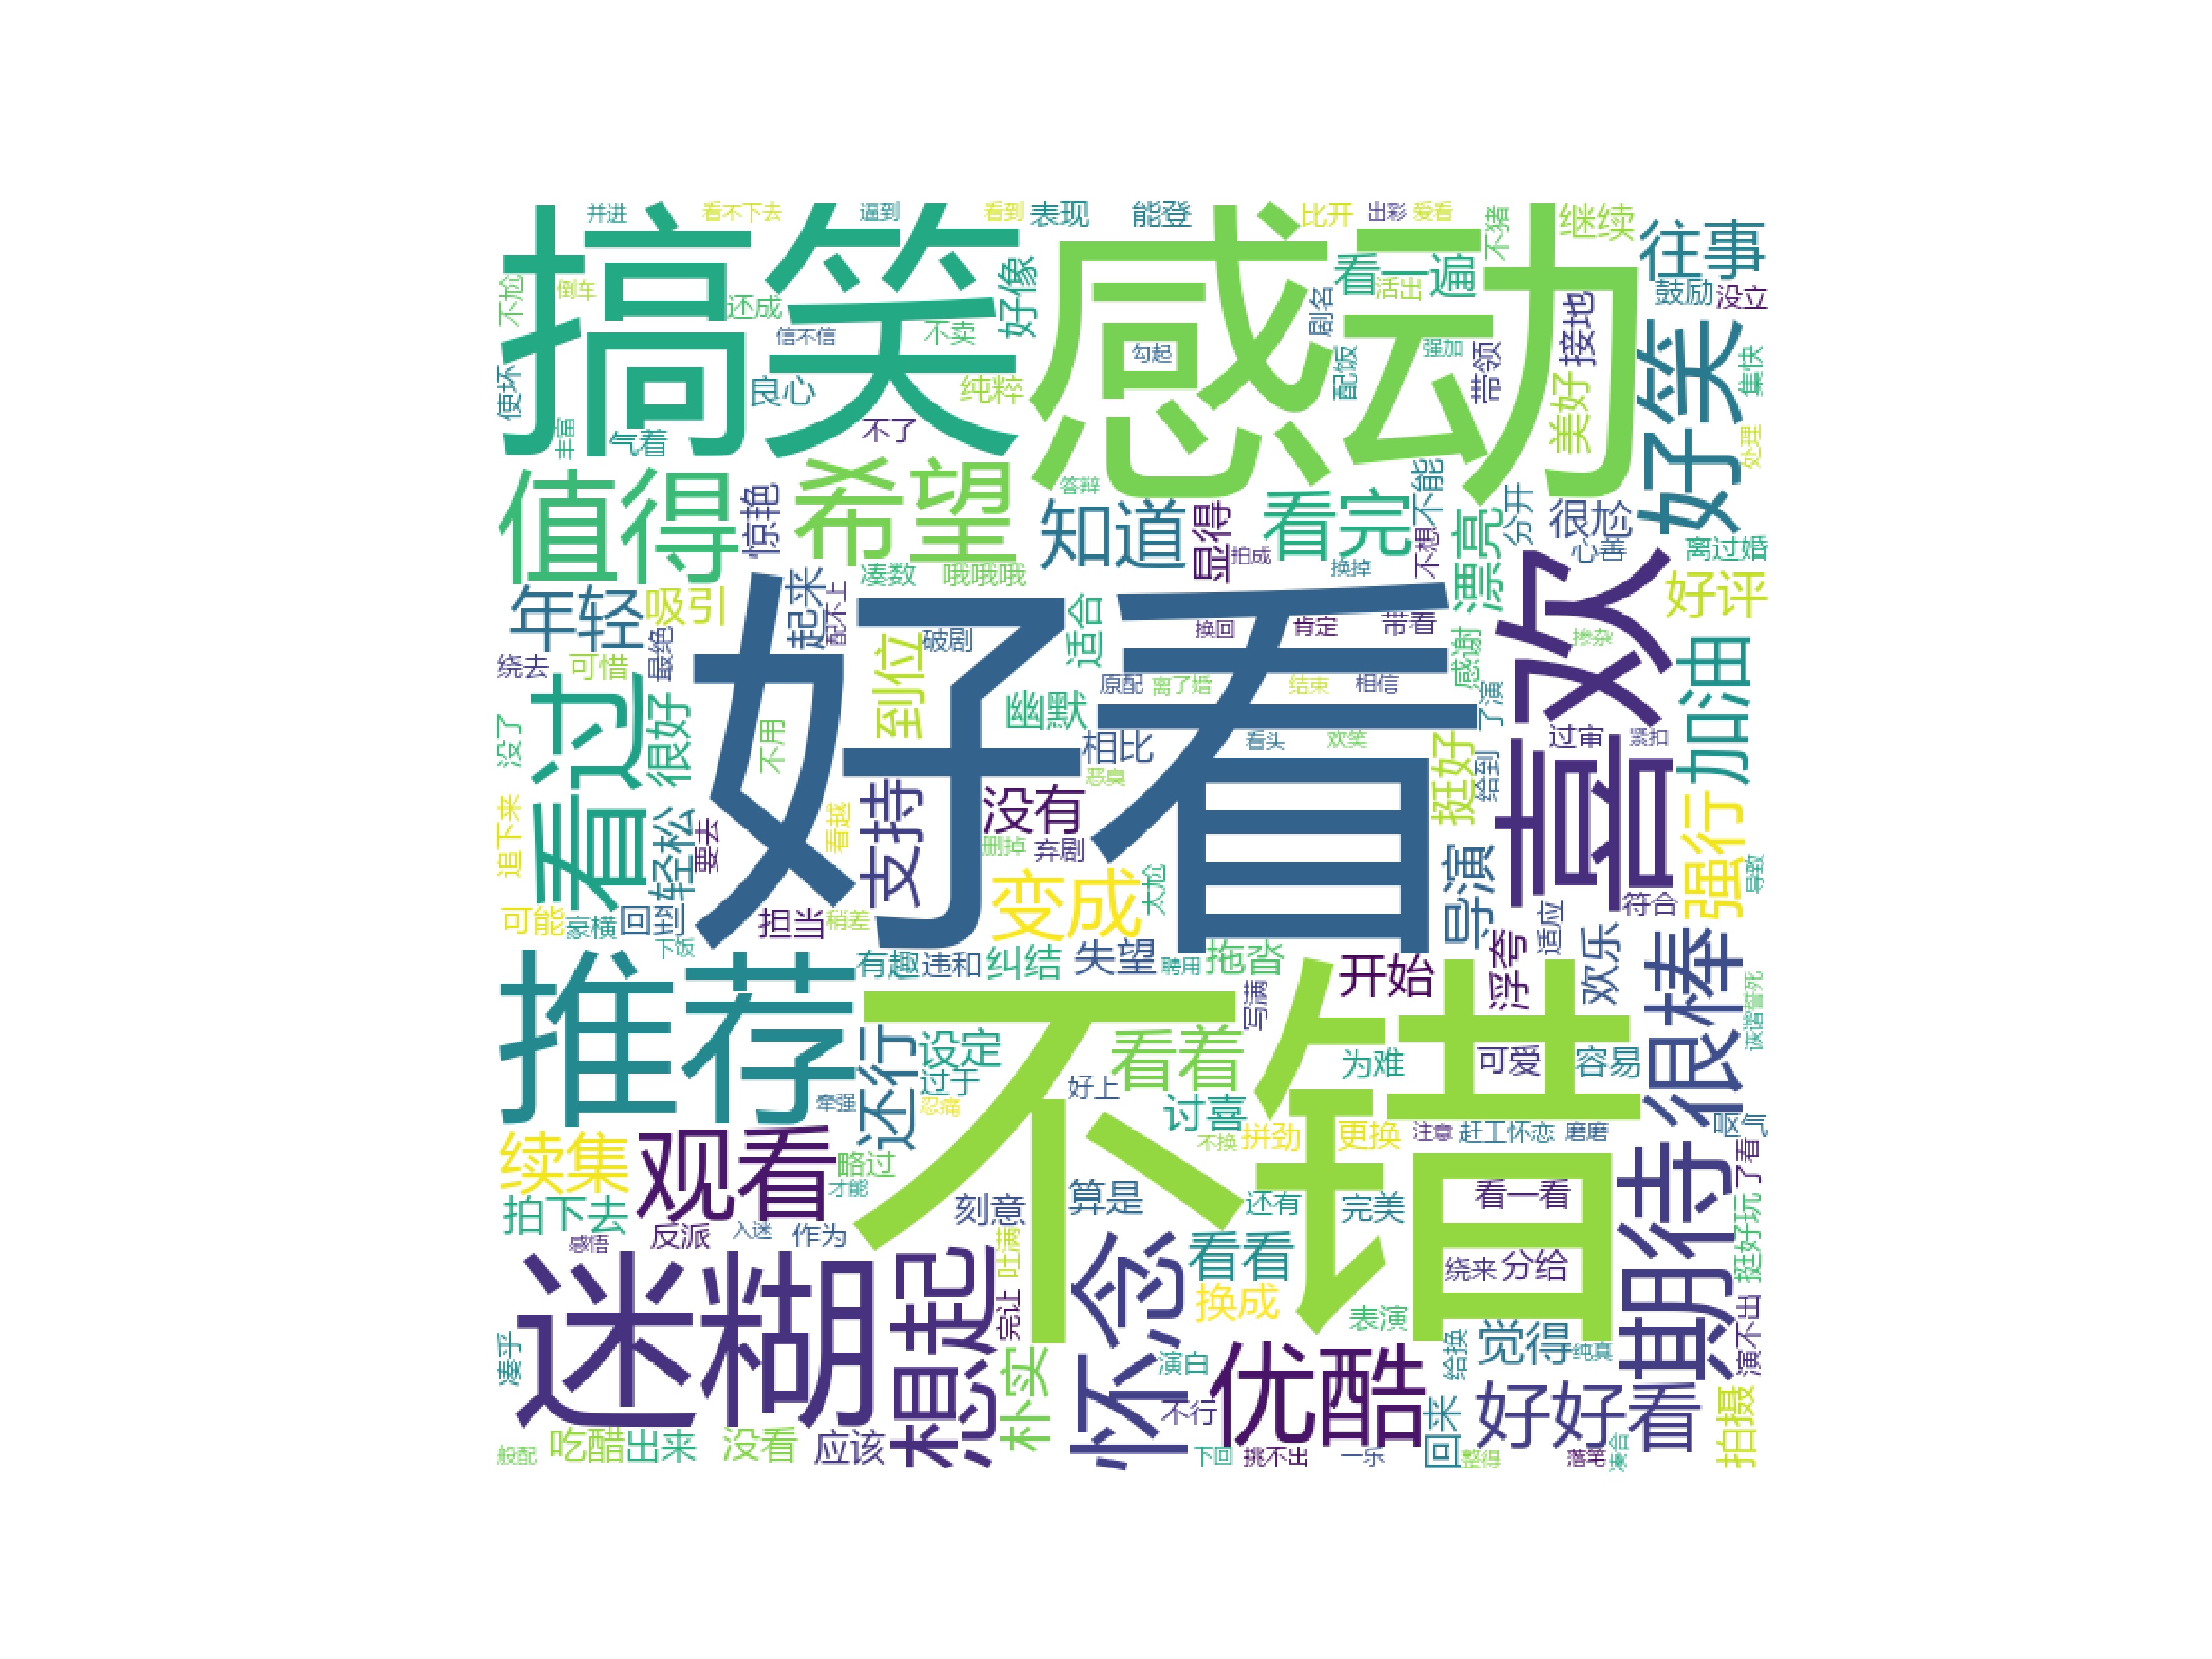 并进
看不下去
逼到
看到
表现
能登
比开
出彩
爱看
不猪
继续
往事
搞笑
感动
好像
看一遍
活出
剧名
鼓励
没立
不尬
倒车
还成
信不信
不卖
勾起
强加
带领
接地
好笑
集快
使坏
良心
纯粹
配饭
美好
丰富
气着
不了
处理
值得
惊艳
希望
答辩
知道
显得
看完
不能
不想
漂亮
分开
很尬
心善
离过婚
凑数
哦哦哦
拍成
换掉
好评
年轻
吸引
起来
配不上
到位
破剧
适合
好看
换回
肯定
带看
感谢
掺杂
喜欢
加油
绕去
可惜
最绝
幽默
原配
离了婚
结束
相信
了演
看过
很好
不用
相比
看头
欢笑
挺好
给到
过审
紧扣
没了
支持
没有
追下来
轻松
要去
看越
删掉
弃剧
变成
太尬
导演
强行
导致
可能
豪横
回到
担当
稍差
符合
下饭
有趣
违和
纠结
失望
聘用
拖沓
开始
浮夸
适应
欢乐
很棒
推荐
不错
写满
诙谐
誓死
还行
设定
过于
看着
好上
为难
可爱
容易
牵强
忍痛
讨喜
不换
拼劲
更换
注意
赶工
怀恋
磨磨
呕气
续集
观看
略过
才能
期待
了看
拍下去
反派
入迷
作为
刻意
算是
还有
完美
看一看
挺好玩
感悟
迷糊
想起
吐满
完让
怀念
看看
换成
绕来
分给
表演
演不出
凑乎
朴实
演白
不行
优酷
给换
觉得
纯真
好好看
拍摄
般配
吃醋
出来
没看
应该
下回
挑不出
一乐
回来
整得
落笔
凑合